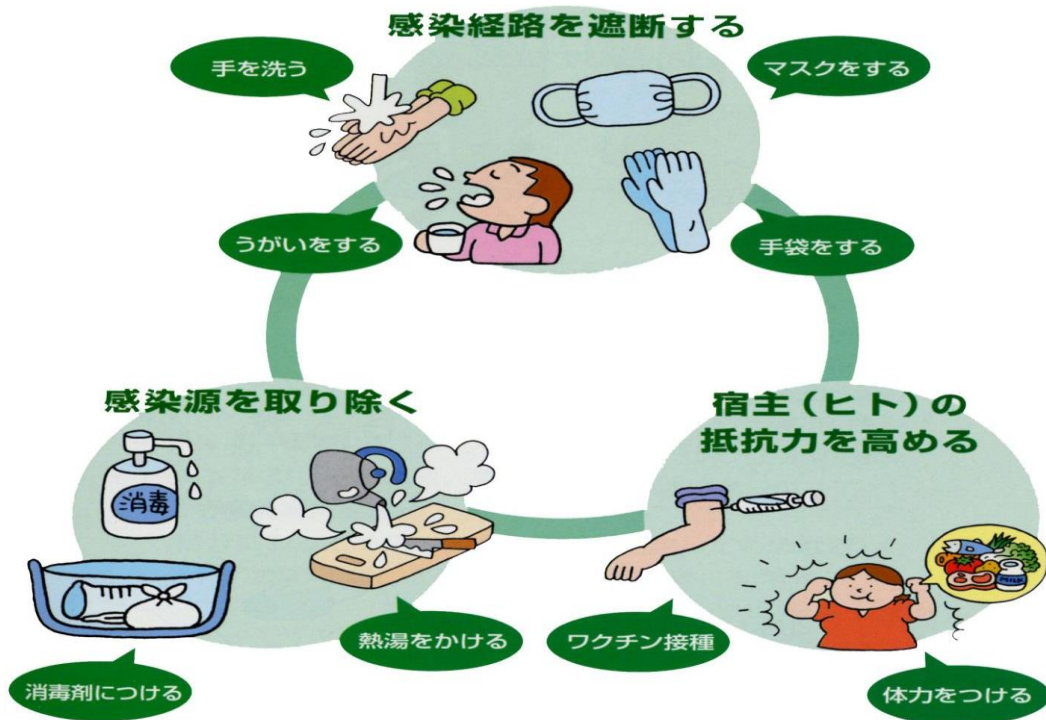 感染経路を遮断する
手を洗う
マスクをする
うがいをする
手袋をする
感染源を取り除く
消毒
熱湯をかける
消毒剤につける
宿主（ヒト）の
抵抗力を高める
MILK
ワクチン接種
体力をつける